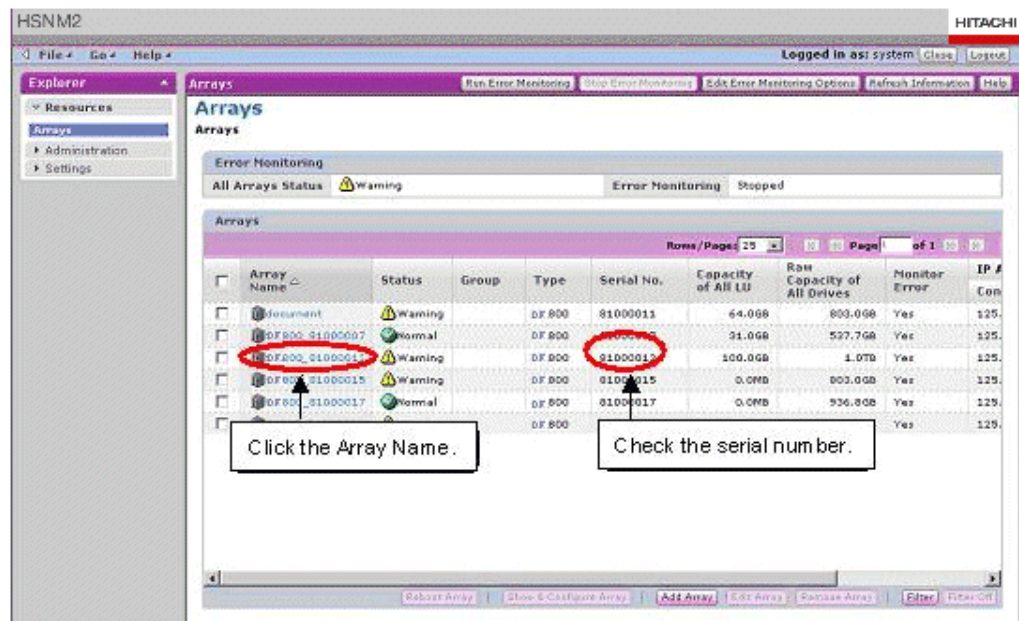 HSNM2
HITACHI
File Go Help
Logged in as: system Close Logout
Explorer
Resources
Arrays
Administration
Settings
Arrays
Run Error Monitoring Stop Error Monitoring Edit Error Monitoring Options Refresh Information Help
Arrays
Arrays
Error Monitoring
All Arrays Status Warning Error Monitoring Stopped
Arrays
Rows/Page: 25 Page of 1
Array Name Status Group Type Serial No. Capacity of All LU Raw Capacity of All Drives Monitor Error
document Warning DF800 81000011 64.0GB 803.0GB Yes 125.
Normal DF800 31.0GB 537.7GB Yes 125.
Warning DF800 100.0GB 1.0TB Yes 125.
DF800_81000015 Warning DF800 81000015 0.0MB 803.0GB Yes 125.
DF800_81000017 Normal DF800 81000017 0.0MB 936.8GB Yes 125.
DF800 Yes 125.
Click the Array Name.
Check the serial number.
Reboot Array Show & Configure Array Add Array Edit Array Remove Array Filter Filter Off